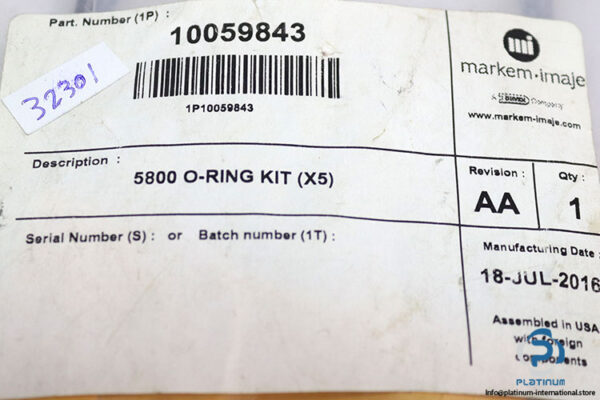 Part. Number (1P) :
10059843
1P10059843
32301
markem·imaje
A DOVER Company
www.markem-imaje.com
Description :
5800 O-RING KIT (X5)
Revision :
AA
Qty :
1
Serial Number (S) : or Batch number (1T) :
Manufacturing Date :
18-JUL-2016
Assembled in USA
with foreign
components
PLATINUM
Info@platinum-international.store